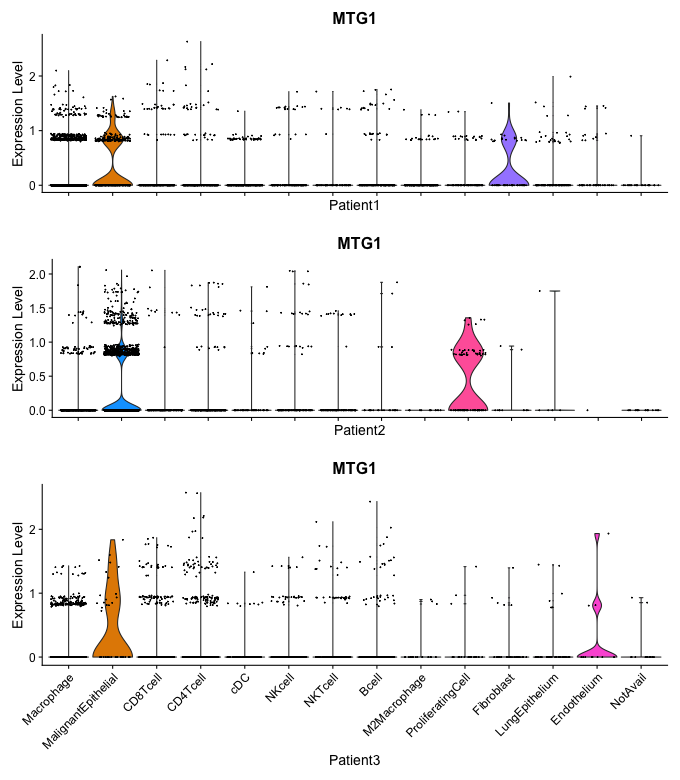 MTG1
Expression Level
2
1
0
Patient1
MTG1
Expression Level
2.0
1.5
1.0
0.5
0.0
Patient2
MTG1
Expression Level
2
1
0
Macrophage
MalignantEpithelial
CD8Tcell
CD4Tcell
cDC
NKcell
NKTcell
Bcell
M2Macrophage
ProliferatingCell
Fibroblast
LungEpithelium
Endothelium
NotAvail
Patient3